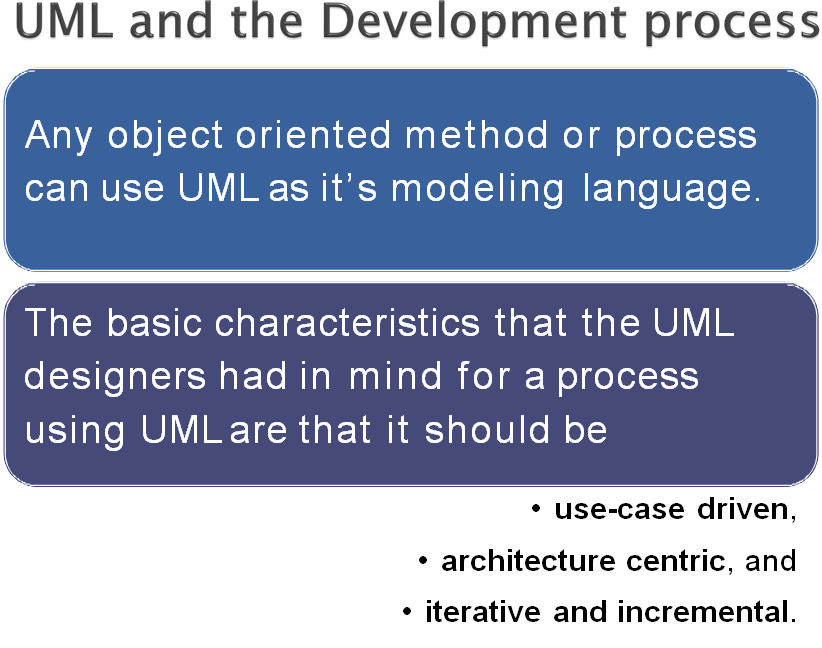 UML and the Development process
Any object oriented method or process
can use UML as it’s modeling language.
The basic characteristics that the UML
designers had in mind for a process
using UML are that it should be
• use-case driven,
• architecture centric, and
• iterative and incremental.